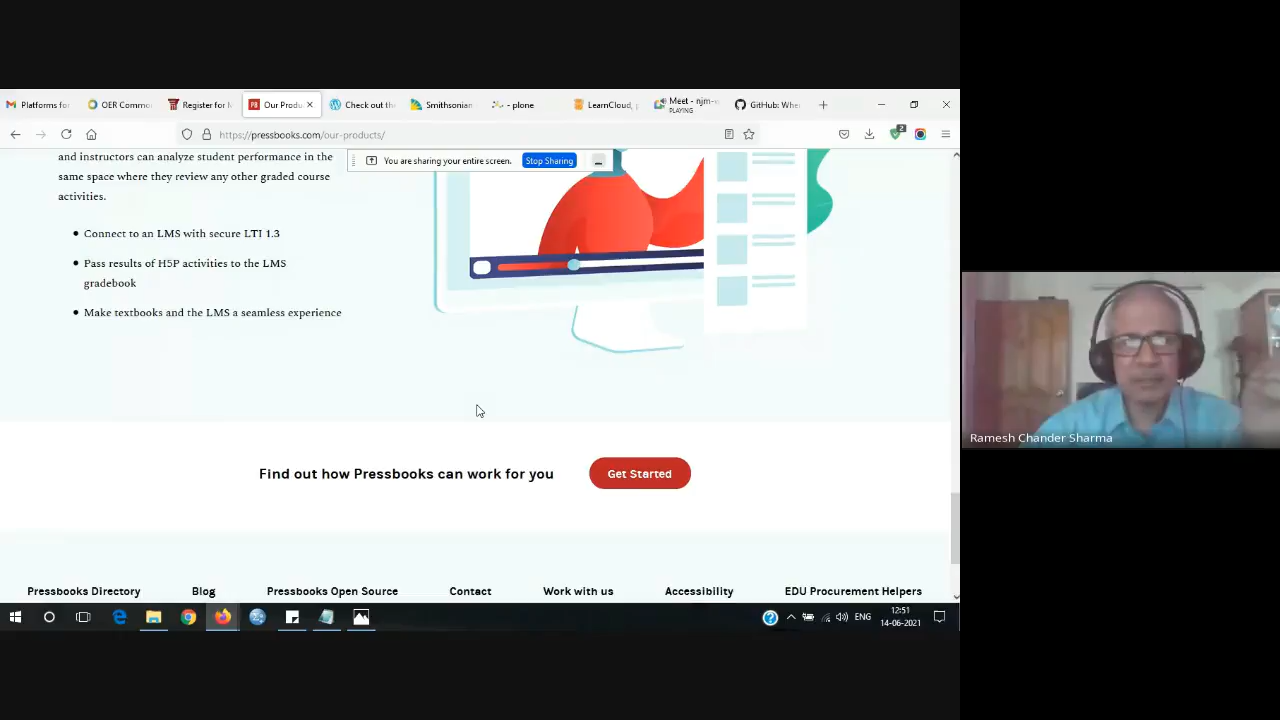 Platforms fo
OER Commo
Register for M
Our Produ
Check out th
Smithsonian
- plone
LearnCloud,
Meet - njm-
PLAYING
GitHub: Whe
https://pressbooks.com/our-products/
2
You are sharing your entire screen.
Stop Sharing
and instructors can analyze student performance in the
same space where they review any other graded course
activities.
Connect to an LMS with secure LTI 1.3
Pass results of H5P activities to the LMS
gradebook
Make textbooks and the LMS a seamless experience
Find out how Pressbooks can work for you
Get Started
Pressbooks Directory
Blog
Pressbooks Open Source
Contact
Work with us
Accessibility
EDU Procurement Helpers
ENG
12:51
14-06-2021
Ramesh Chander Sharma